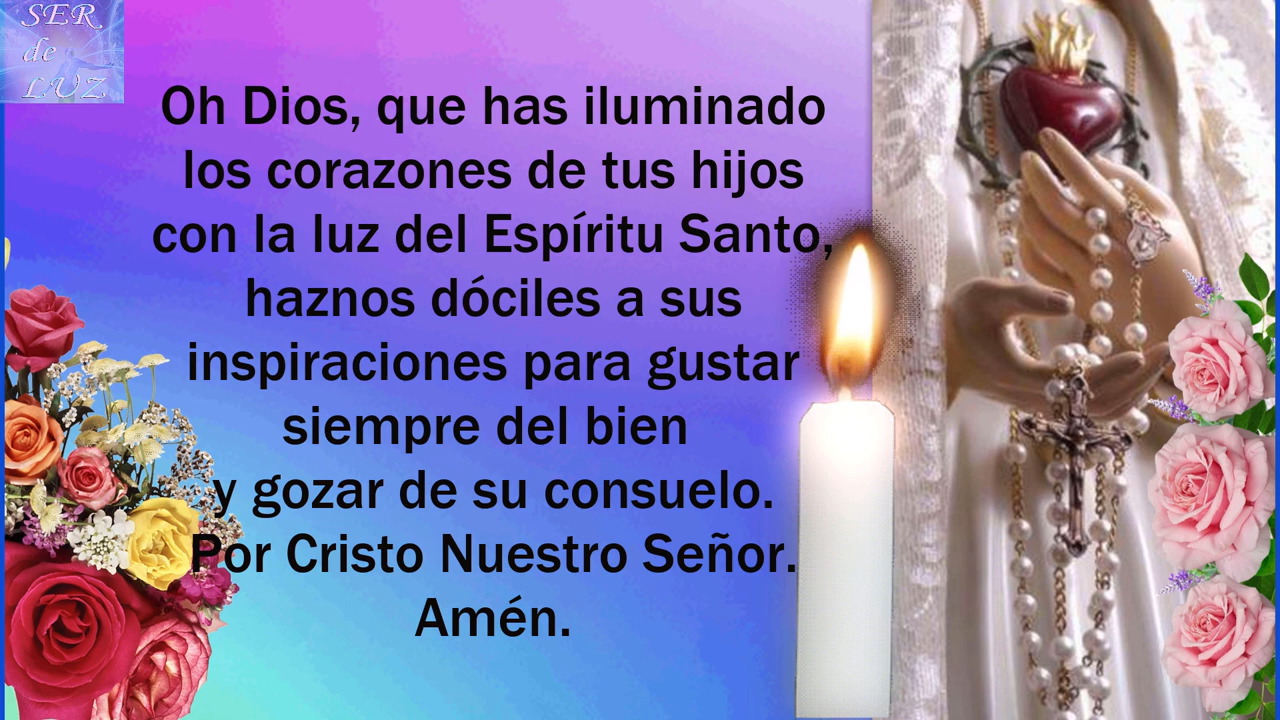 SER
de
LUZ
Oh Dios, que has iluminado
los corazones de tus hijos
con la luz del Espíritu Santo,
haznos dóciles a sus
inspiraciones para gustar
siempre del bien
y gozar de su consuelo.
Por Cristo Nuestro Señor.
Amén.